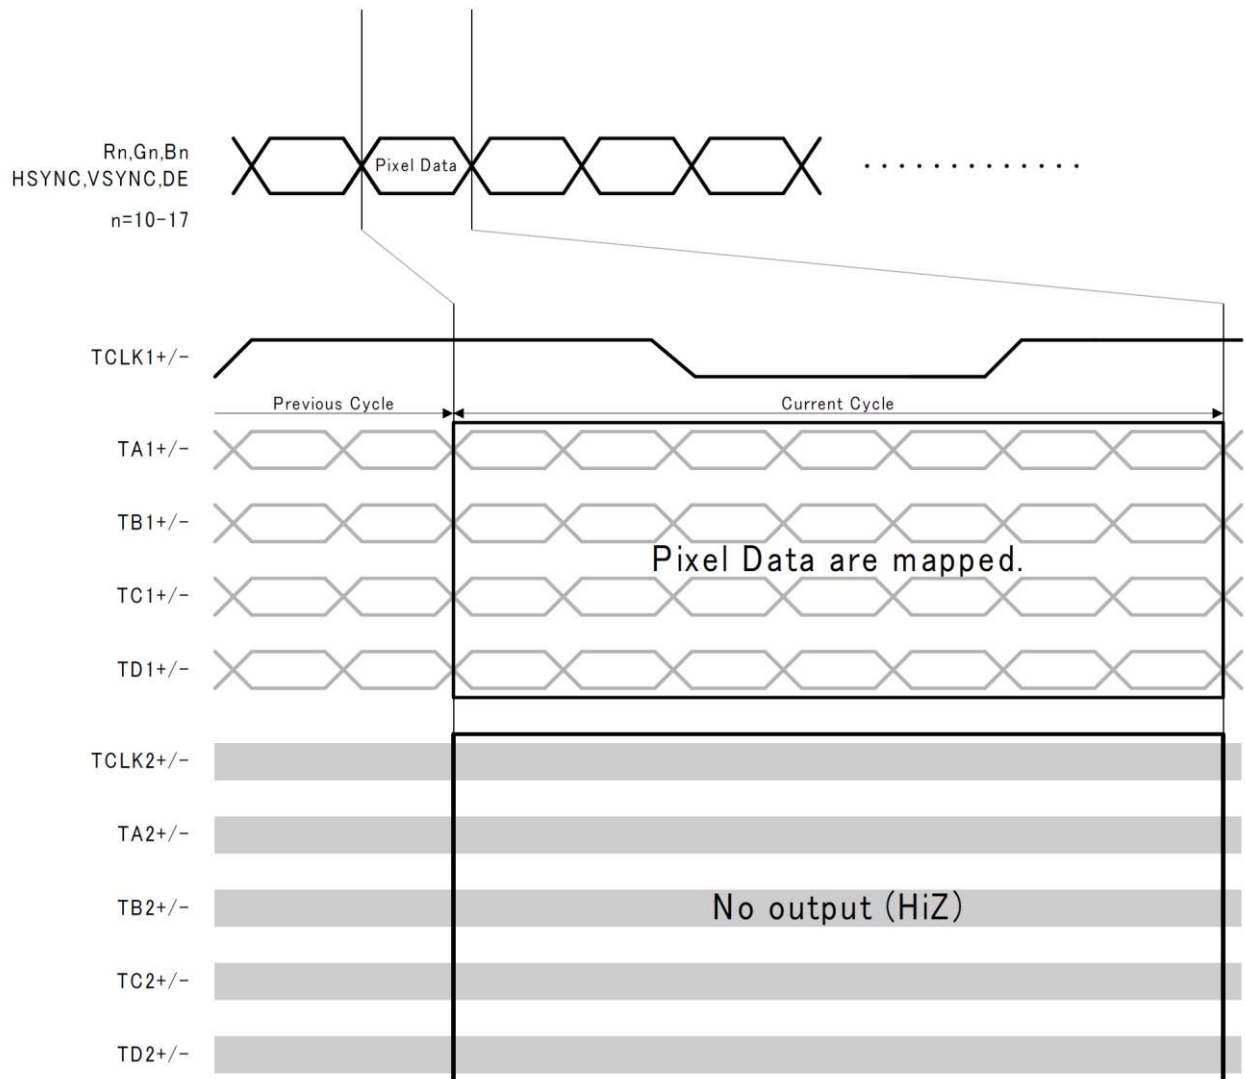 Rn,Gn,Bn
HSYNC,VSYNC,DE
n=10-17
Pixel Data
TCLK1+/-
Previous Cycle
Current Cycle
TA1+/-
TB1+/-
Pixel Data are mapped.
TC1+/-
TD1+/-
TCLK2+/-
TA2+/-
TB2+/-
No output (HiZ)
TC2+/-
TD2+/-